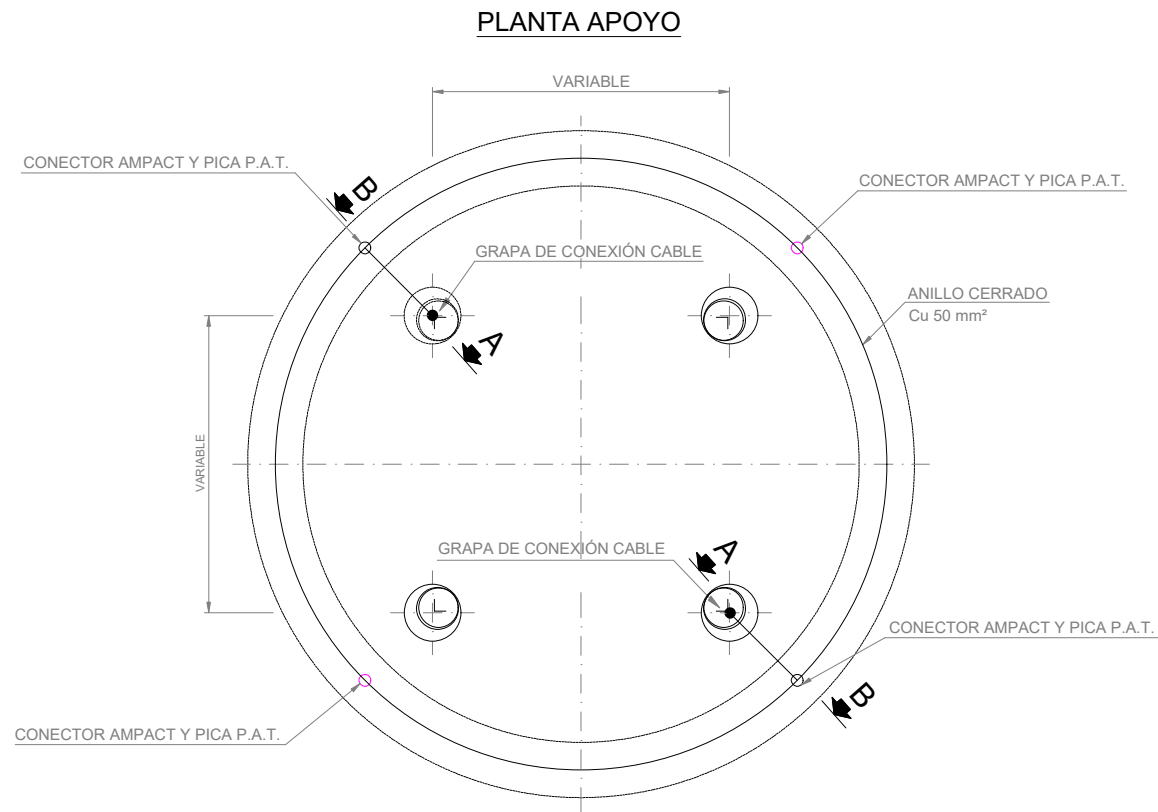 PLANTA APOYO
VARIABLE
CONECTOR AMPACT Y PICA P.A.T.
B
CONECTOR AMPACT Y PICA P.A.T.
GRAPA DE CONEXIÓN CABLE
ANILLO CERRADO
Cu 50 mm²
A
VARIABLE
GRAPA DE CONEXIÓN CABLE
A
CONECTOR AMPACT Y PICA P.A.T.
B
CONECTOR AMPACT Y PICA P.A.T.